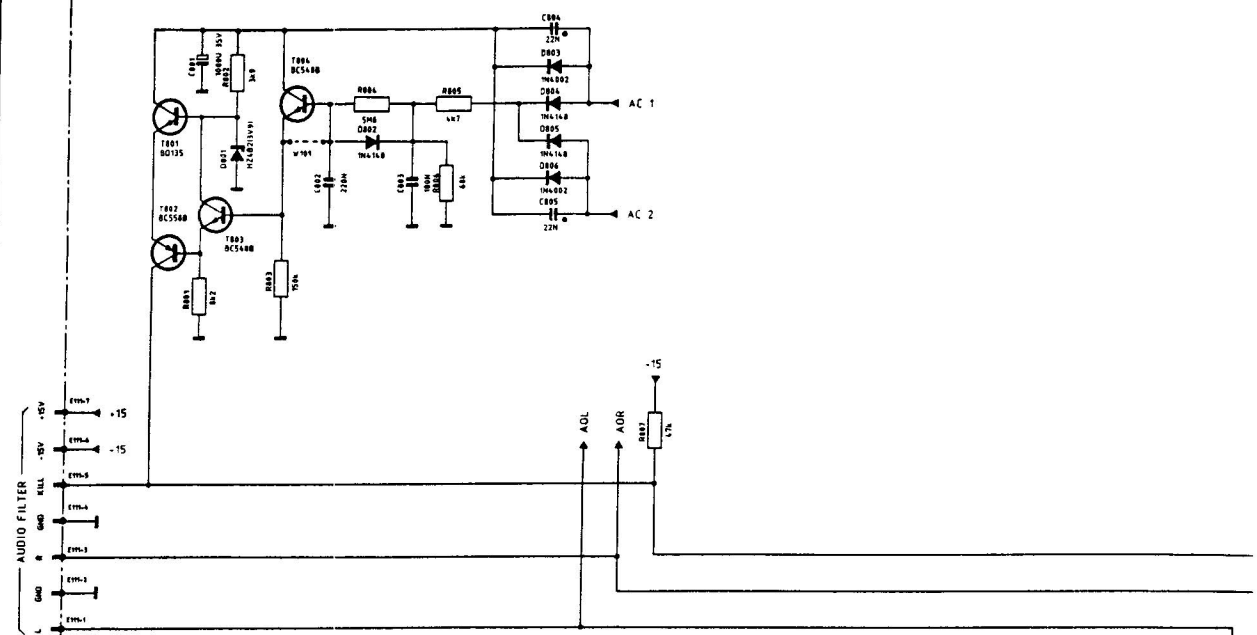 C804
22N
D803
1N4002
D804
1N4148
D805
1N4148
D806
1N4002
C805
22N
AC 1
AC 2
C801
1000U 35V
R802
3k9
T804
BC548B
R804
5M6
D802
1N4148
R805
4k7
T801
BD135
D801
W101
C802
220N
C803
100N
R806
68k
T802
BC558B
T803
BC548B
R801
8k2
R803
150k
-15
R807
47k
AOL
AOR
AUDIO FILTER
+15V
E111-7
+15
-15V
E111-6
-15
KILL
E111-5
GND
E111-4
R
E111-3
GND
E111-2
L
E111-1